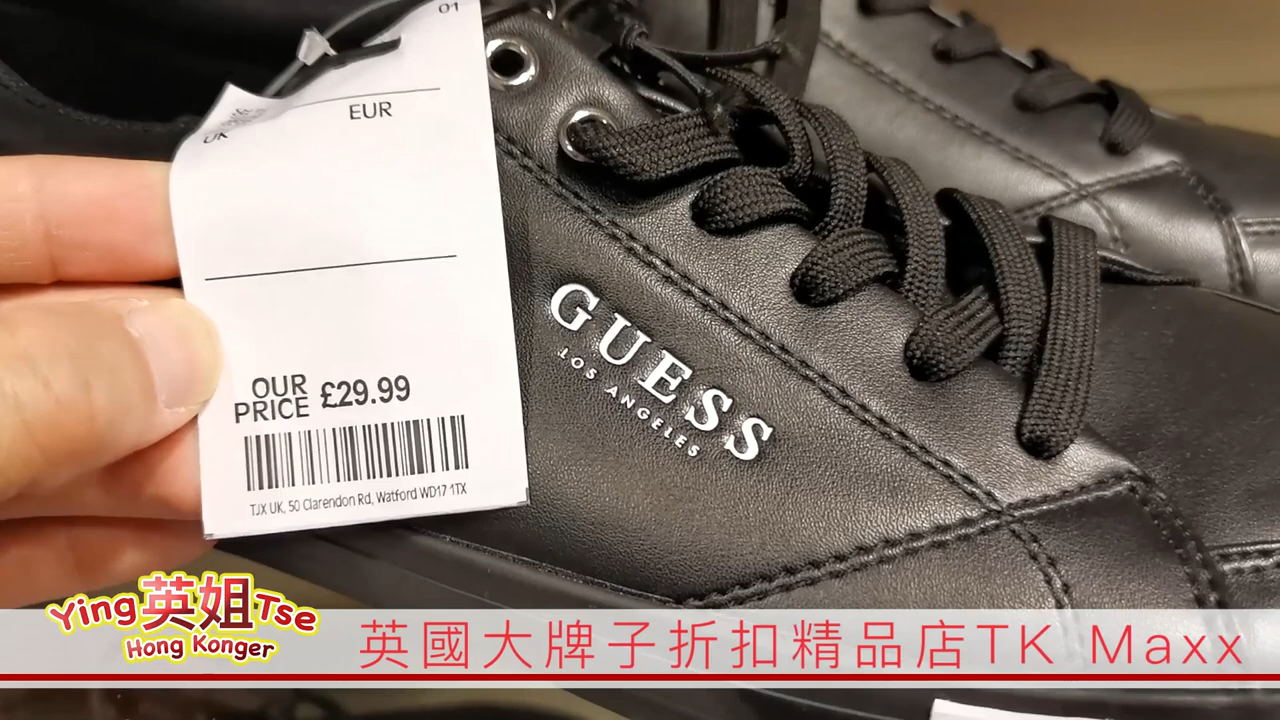 01
UK
EUR
OUR
PRICE £29.99
TJX UK, 50 Clarendon Rd, Watford WD17 1TX
GUESS
LOS ANGELES
Ying英姐Tse
Hong Konger
英國大牌子折扣精品店TK Maxx